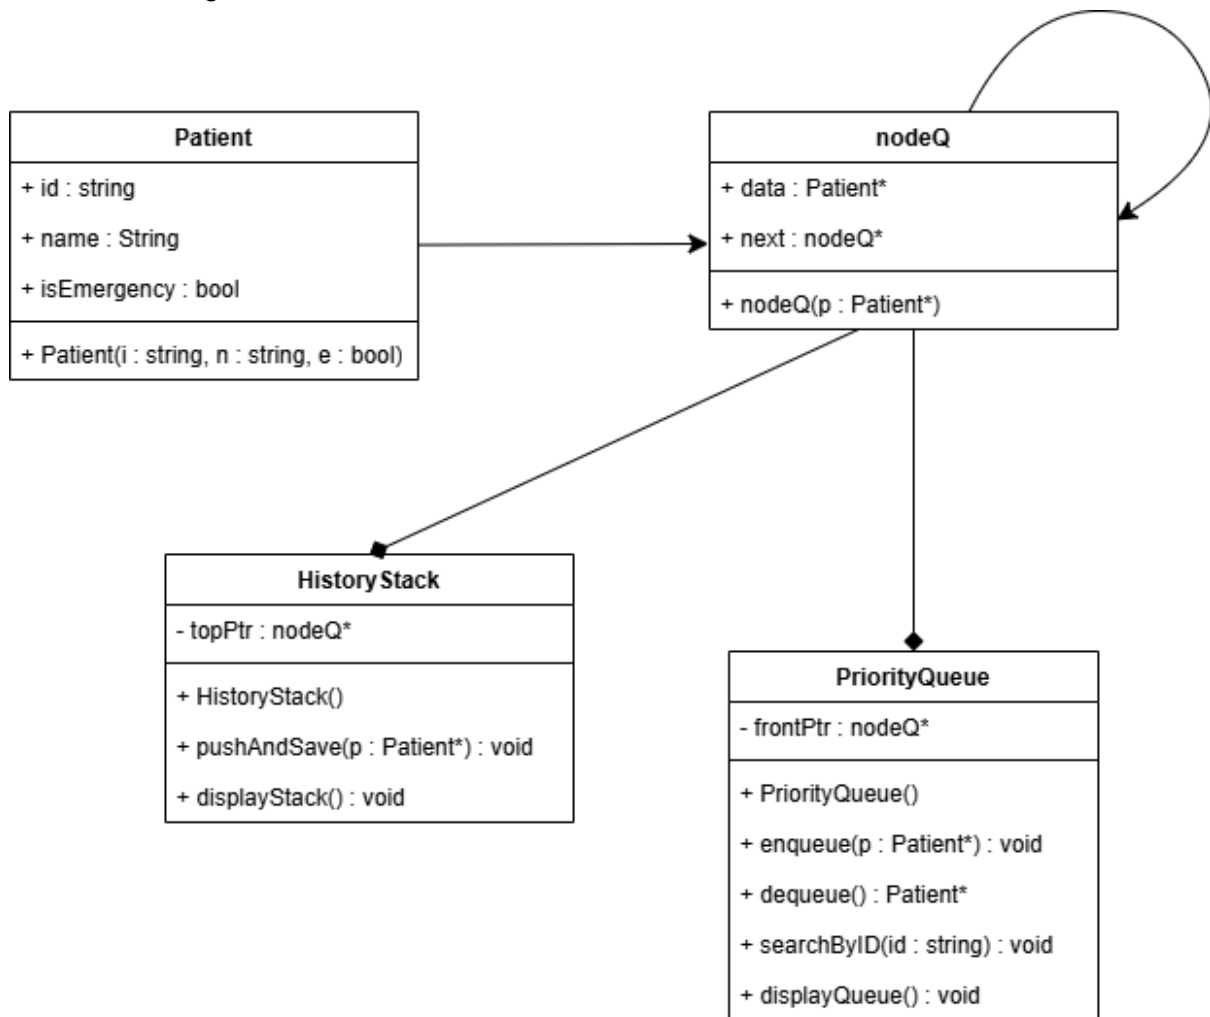 Patient
+ id : string
+ name : String
+ isEmergency : bool
+ Patient(i : string, n : string, e : bool)
nodeQ
+ data : Patient*
+ next : nodeQ*
+ nodeQ(p : Patient*)
HistoryStack
- topPtr : nodeQ*
+ HistoryStack()
+ pushAndSave(p : Patient*) : void
+ displayStack() : void
PriorityQueue
- frontPtr : nodeQ*
+ PriorityQueue()
+ enqueue(p : Patient*) : void
+ dequeue() : Patient*
+ searchByID(id : string) : void
+ displayQueue() : void